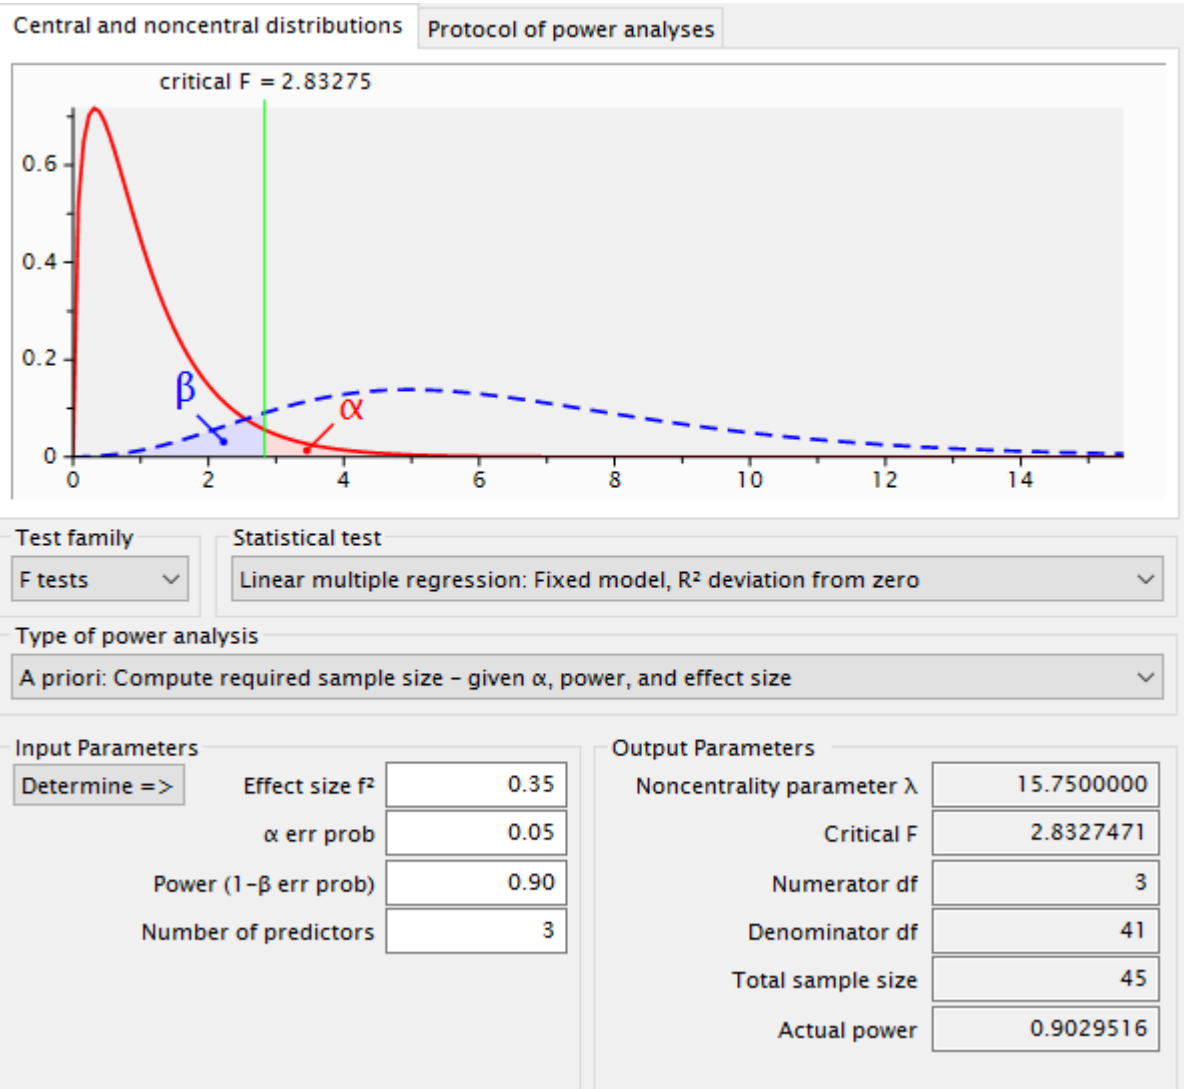 Central and noncentral distributions Protocol of power analyses
critical F = 2.83275
0.6
0.4
0.2
β α
0
0 2 4 6 8 10 12 14
Test family Statistical test
F tests Linear multiple regression: Fixed model, R² deviation from zero
Type of power analysis
A priori: Compute required sample size – given α, power, and effect size
Input Parameters Output Parameters
Determine => Effect size f² 0.35 Noncentrality parameter λ 15.7500000
α err prob 0.05 Critical F 2.8327471
Power (1-β err prob) 0.90 Numerator df 3
Number of predictors 3 Denominator df 41
Total sample size 45
Actual power 0.9029516